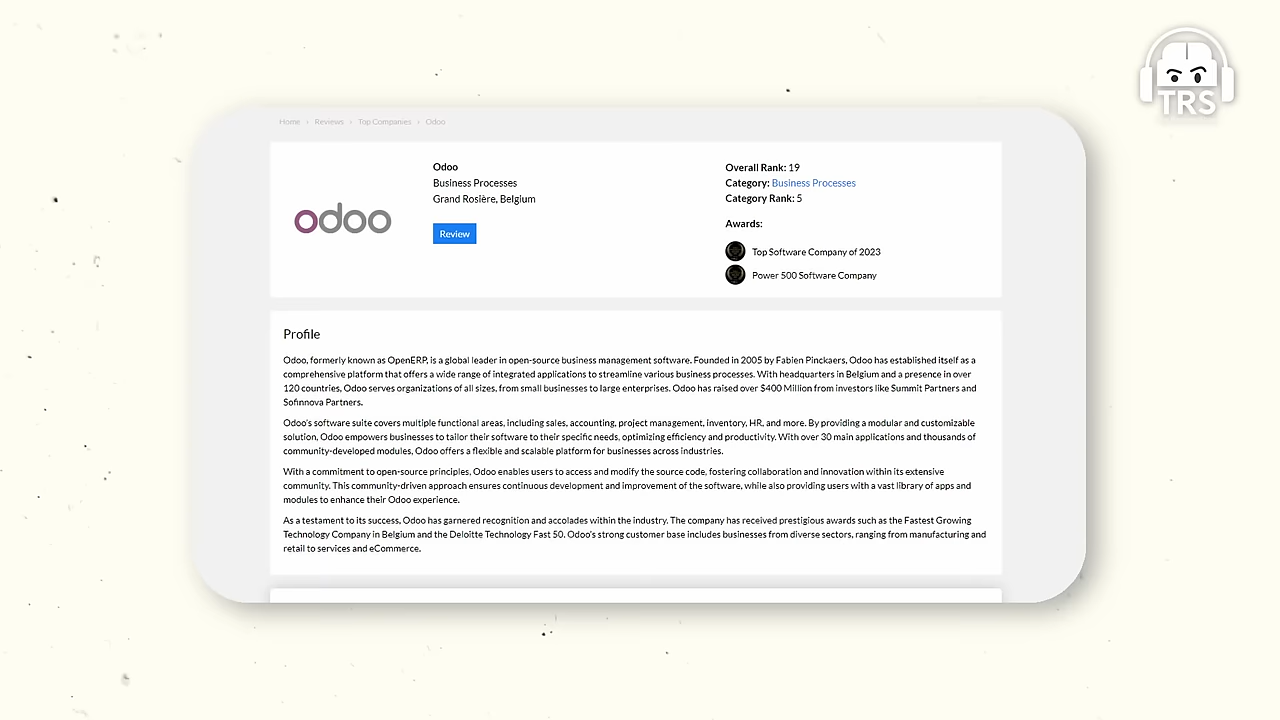 TRS
Home › Reviews › Top Companies › Odoo
odoo
Odoo
Business Processes
Grand Rosière, Belgium
Review
Overall Rank: 19
Category: Business Processes
Category Rank: 5
Awards:
Top Software Company of 2023
Power 500 Software Company
Profile
Odoo, formerly known as OpenERP, is a global leader in open-source business management software. Founded in 2005 by Fabien Pinckaers, Odoo has established itself as a
comprehensive platform that offers a wide range of integrated applications to streamline various business processes. With headquarters in Belgium and a presence in over
120 countries, Odoo serves organizations of all sizes, from small businesses to large enterprises. Odoo has raised over $400 Million from investors like Summit Partners and
Sofinnova Partners.
Odoo's software suite covers multiple functional areas, including sales, accounting, project management, inventory, HR, and more. By providing a modular and customizable
solution, Odoo empowers businesses to tailor their software to their specific needs, optimizing efficiency and productivity. With over 30 main applications and thousands of
community-developed modules, Odoo offers a flexible and scalable platform for businesses across industries.
With a commitment to open-source principles, Odoo enables users to access and modify the source code, fostering collaboration and innovation within its extensive
community. This community-driven approach ensures continuous development and improvement of the software, while also providing users with a vast library of apps and
modules to enhance their Odoo experience.
As a testament to its success, Odoo has garnered recognition and accolades within the industry. The company has received prestigious awards such as the Fastest Growing
Technology Company in Belgium and the Deloitte Technology Fast 50. Odoo's strong customer base includes businesses from diverse sectors, ranging from manufacturing and
retail to services and eCommerce.